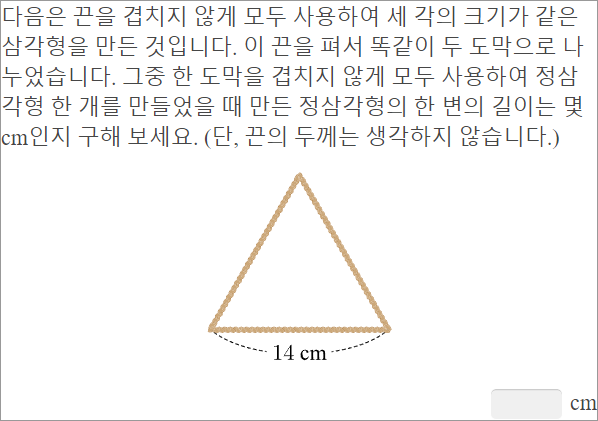 다음은 끈을 겹치지 않게 모두 사용하여 세 각의 크기가 같은
삼각형을 만든 것입니다. 이 끈을 펴서 똑같이 두 도막으로 나
누었습니다. 그중 한 도막을 겹치지 않게 모두 사용하여 정삼
각형 한 개를 만들었을 때 만든 정삼각형의 한 변의 길이는 몇
cm인지 구해 보세요. (단, 끈의 두께는 생각하지 않습니다.)
14 cm
cm